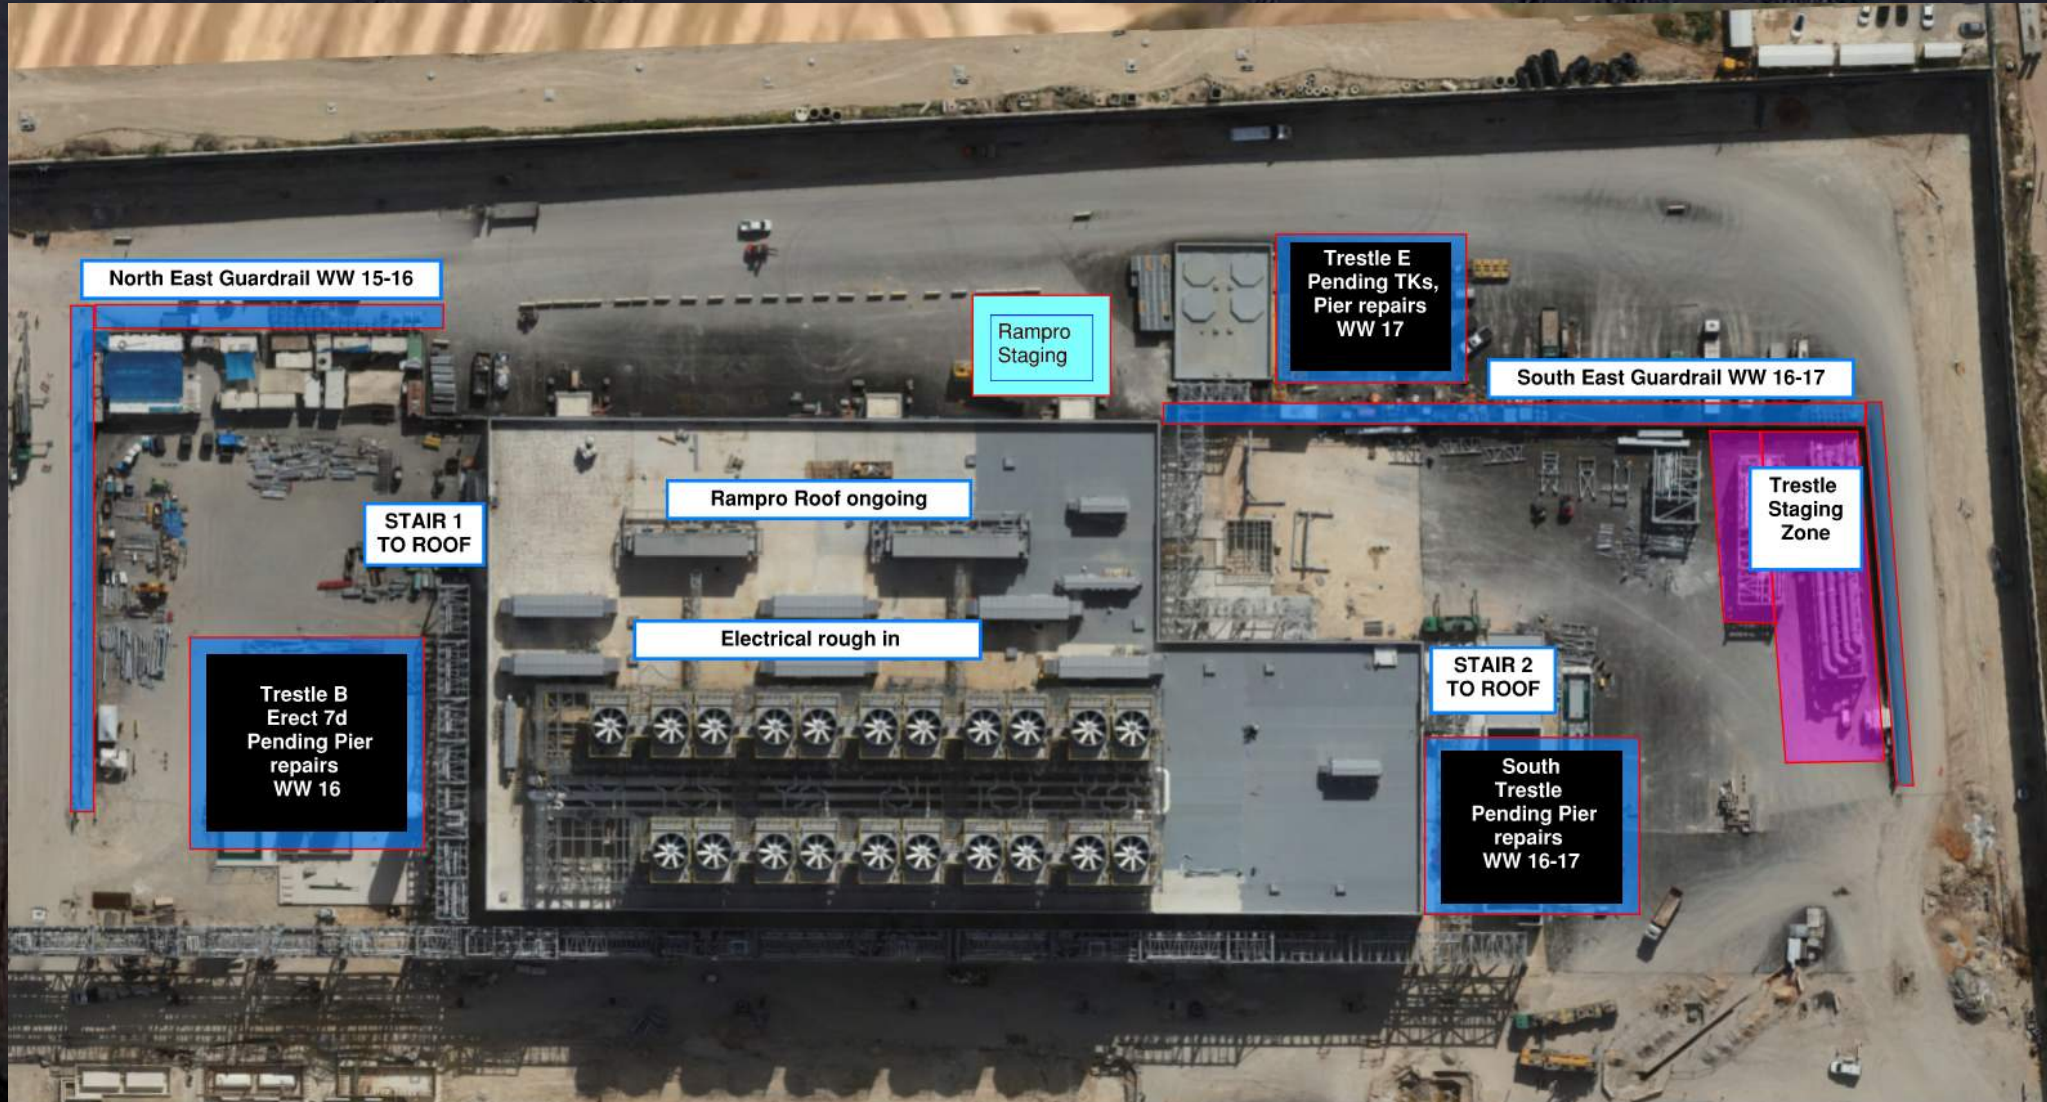 North East Guardrail WW 15-16
Trestle E
Pending TKs,
Pier repairs
WW 17
Rampro
Staging
South East Guardrail WW 16-17
Trestle
Staging
Zone
Rampro Roof ongoing
STAIR 1
TO ROOF
Electrical rough in
STAIR 2
TO ROOF
Trestle B
Erect 7d
Pending Pier
repairs
WW 16
South
Trestle
Pending Pier
repairs
WW 16-17